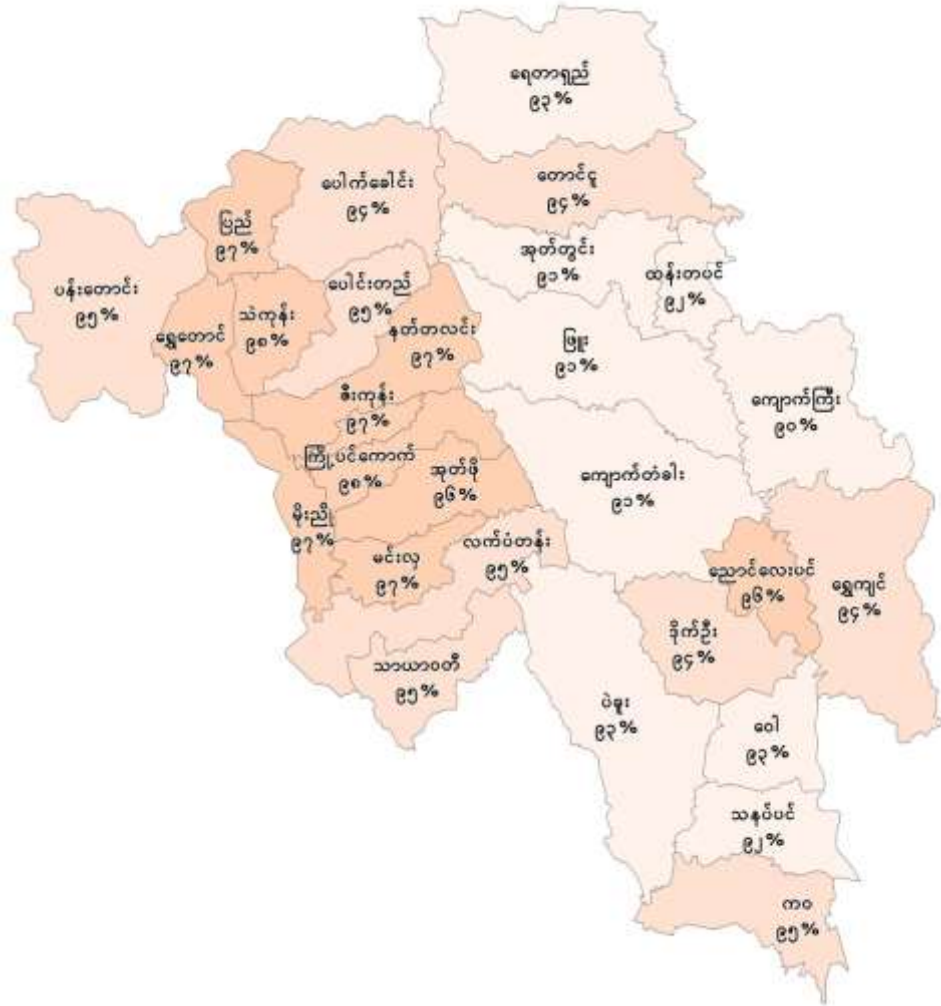 ရေတာရှည်
၉၃%
ပေါက်ခေါင်း
၉၄%
တောင်ငူ
၉၄%
ပြည်
၉၇%
အုတ်တွင်း
၉၁%
ထန်းတပင်
၉၂%
ပန်းတောင်း
၉၅%
ပေါင်းတည်
၉၅%
သဲကုန်း
၉၈%
ရွှေတောင်
၉၇%
နတ်တလင်း
၉၇%
ဖြူး
၉၁%
ကျောက်ကြီး
၉၀%
ဇီးကုန်း
၉၇%
ကြို့ပင်ကောက်
၉၈%
အုတ်ဖို
၉၆%
ကျောက်တံခါး
၉၁%
မိုးညို
၉၇%
မင်းလှ
၉၇%
လက်ပံတန်း
၉၅%
ညောင်လေးပင်
၉၆%
ရွှေကျင်
၉၄%
ဒိုက်ဦး
၉၄%
သာယာဝတီ
၉၅%
ပဲခူး
၉၃%
ဝေါ
၉၃%
သနပ်ပင်
၉၂%
ကဝ
၉၅%